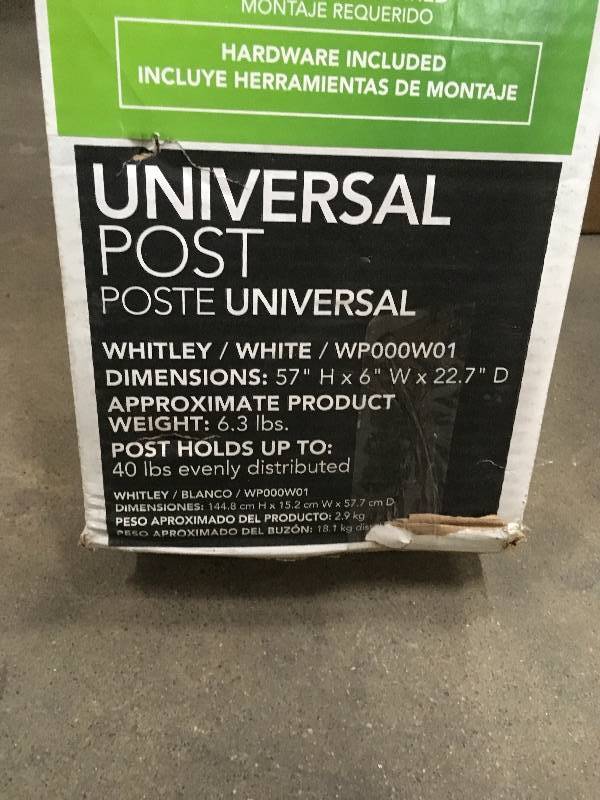 MONTAJE REQUERIDO
HARDWARE INCLUDED
INCLUYE HERRAMIENTAS DE MONTAJE
UNIVERSAL
POST
POSTE UNIVERSAL
WHITLEY / WHITE / WP000W01
DIMENSIONS: 57" H x 6" W x 22.7" D
APPROXIMATE PRODUCT
WEIGHT: 6.3 lbs.
POST HOLDS UP TO:
40 lbs evenly distributed
WHITLEY / BLANCO / WP000W01
DIMENSIONES: 144.8 cm H x 15.2 cm W x 57.7 cm D
PESO APROXIMADO DEL PRODUCTO: 2.9 kg
PESO APROXIMADO DEL BUZÓN: 18.1 kg